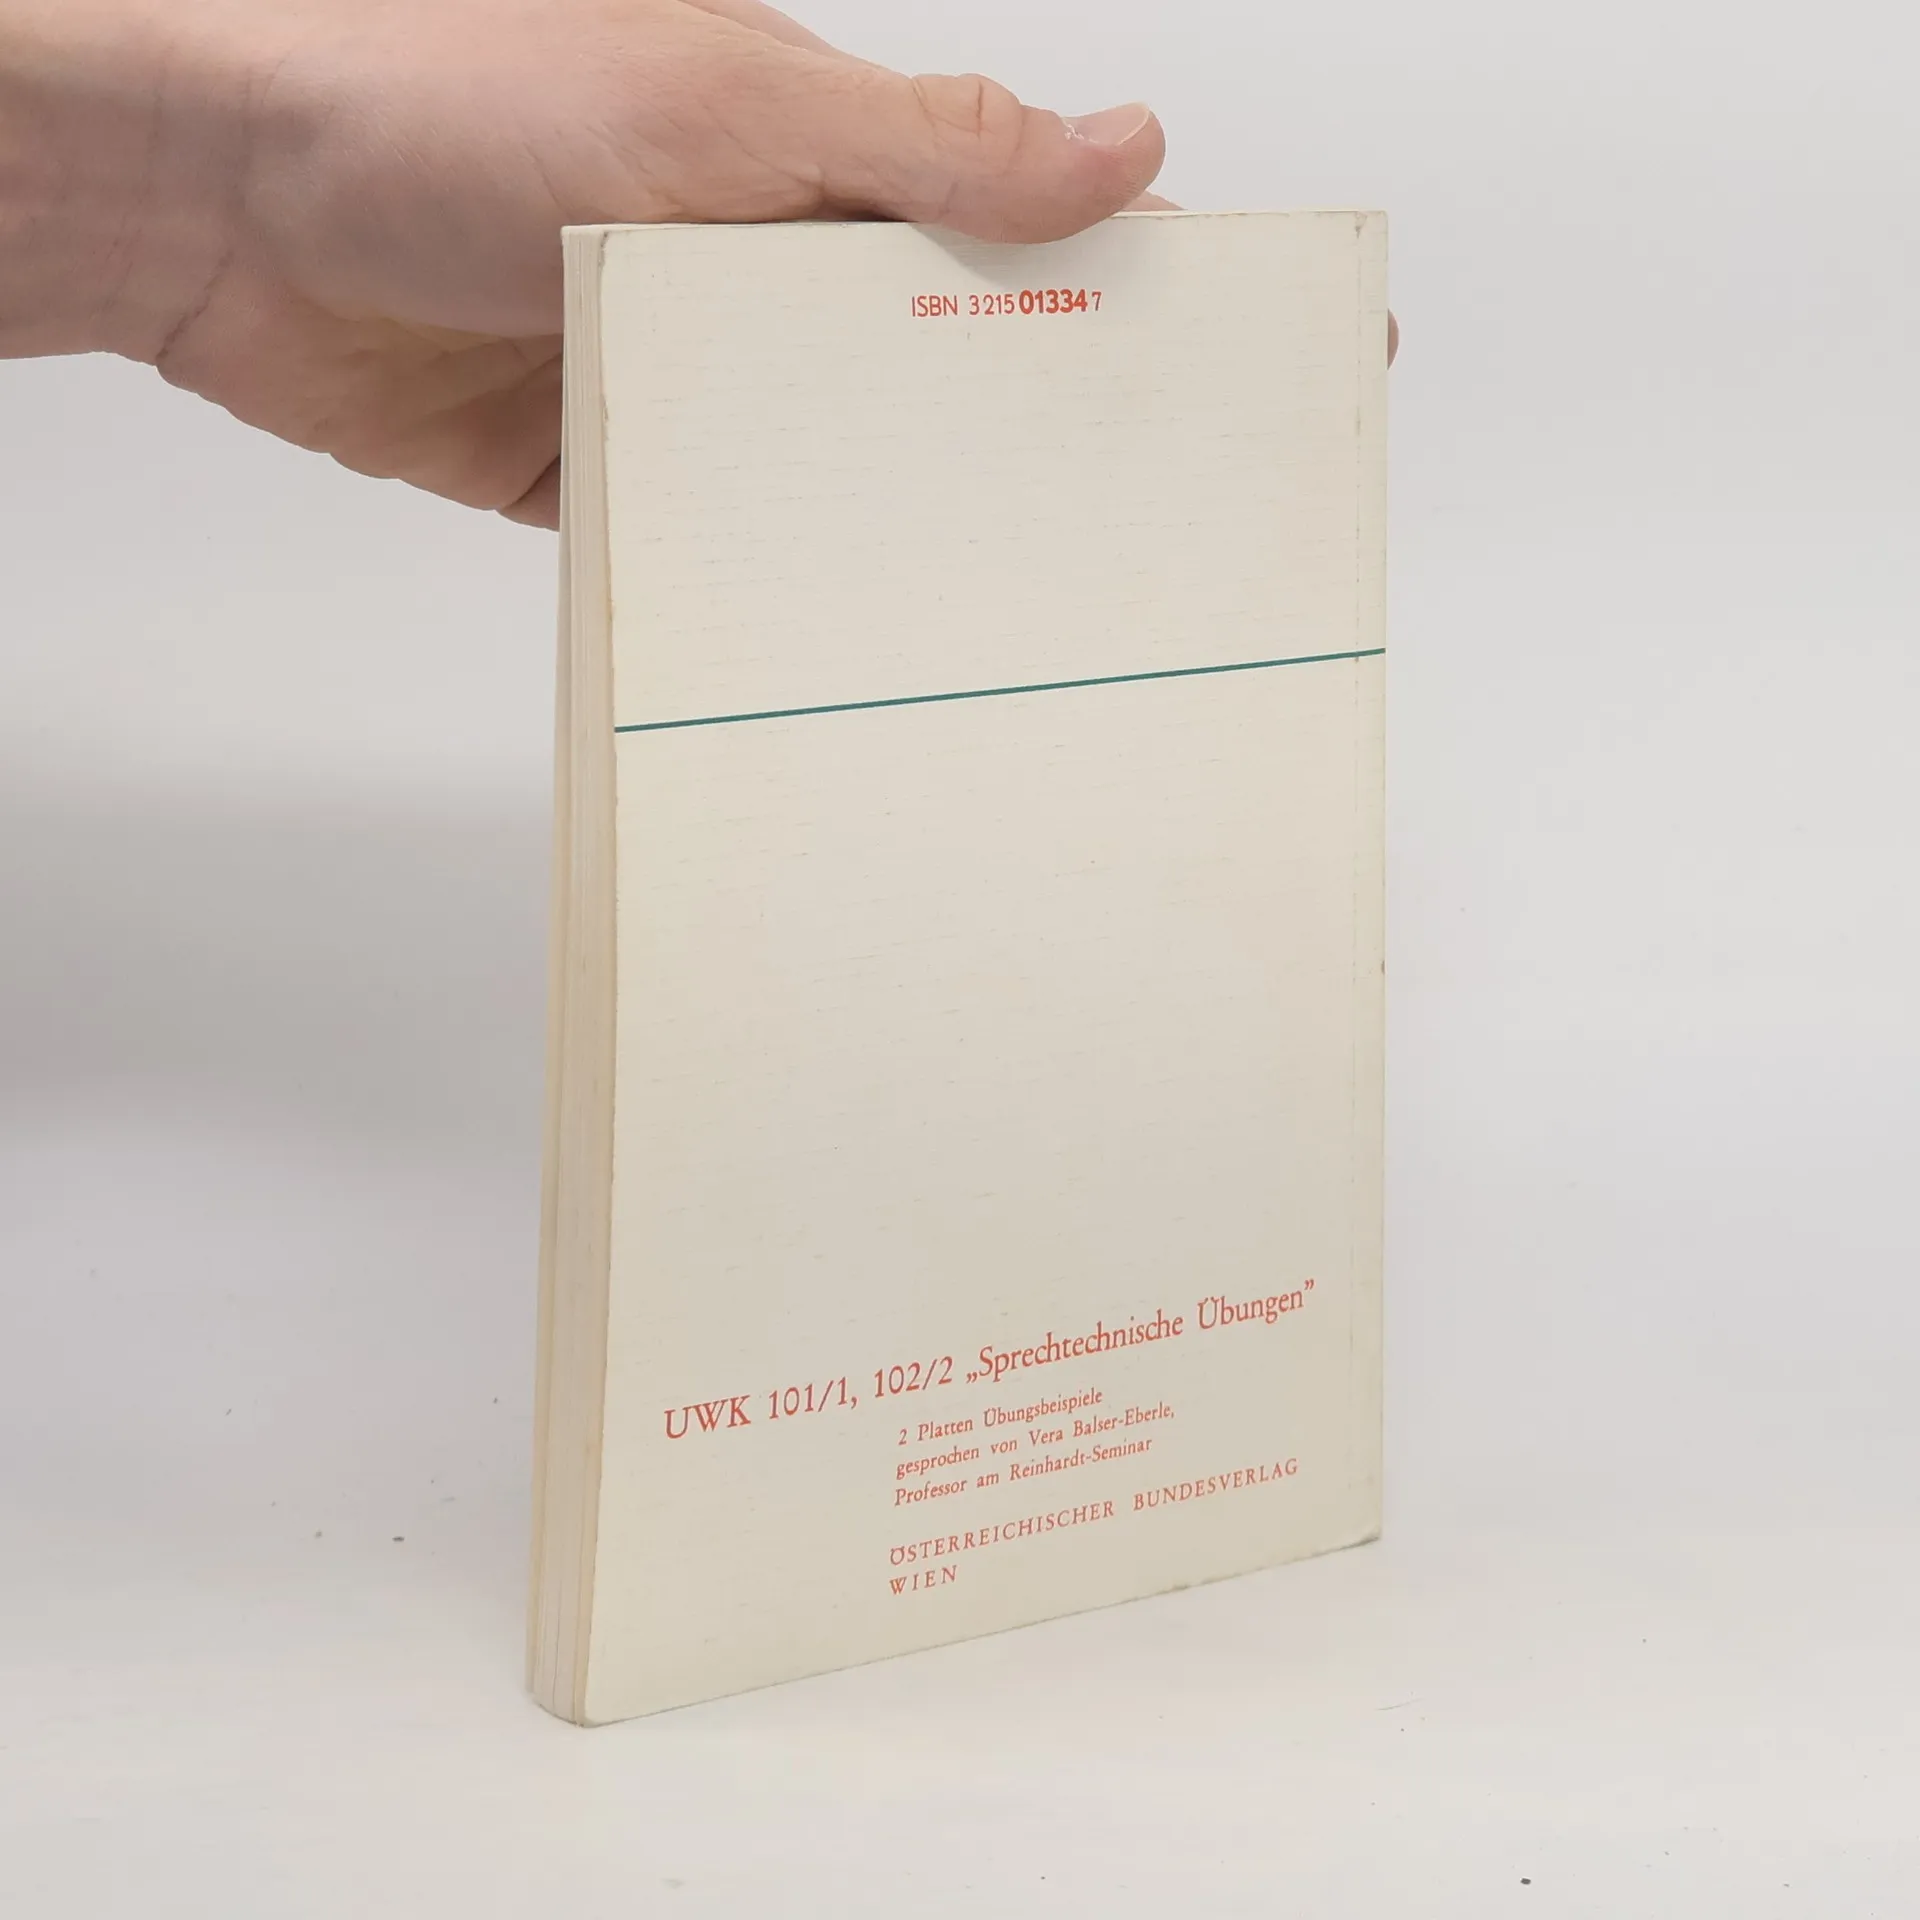 ISBN 3 215 01334 7
UWK 101/1, 102/2 „Sprechtechnische Übungen”
2 Platten Übungsbeispiele
gesprochen von Vera Balser-Eberle,
Professor am Reinhardt-Seminar
ÖSTERREICHISCHER BUNDESVERLAG
WIEN